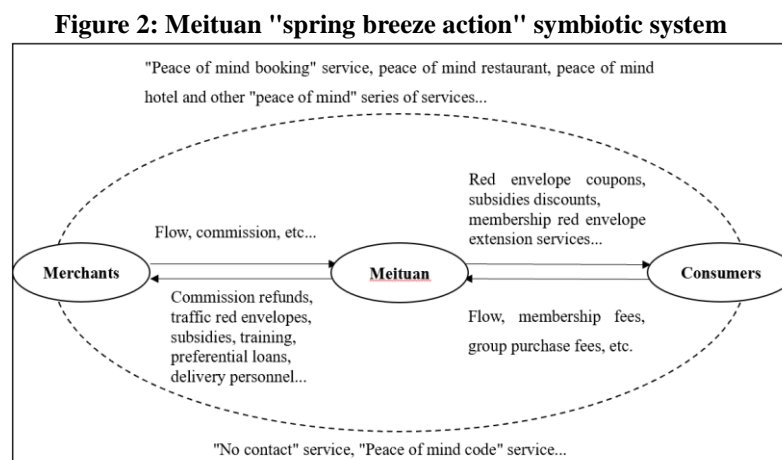 Figure 2: Meituan "spring breeze action" symbiotic system
"Peace of mind booking" service, peace of mind restaurant, peace of mind
hotel and other "peace of mind" series of services...
Red envelope coupons,
subsidies discounts,
membership red envelope
extension services...
Flow, commission, etc...
Merchants
Meituan
Consumers
Commission refunds,
traffic red envelopes,
subsidies, training,
preferential loans,
delivery personnel...
Flow, membership fees,
group purchase fees, etc.
"No contact" service, "Peace of mind code" service...